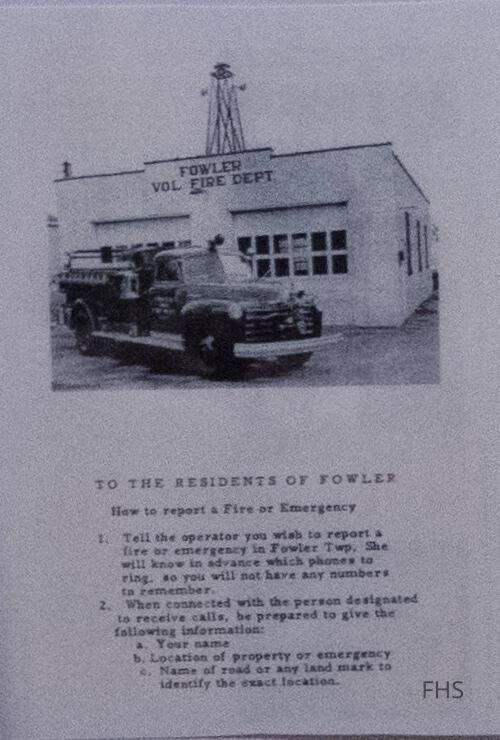 FOWLER
VOL. FIRE DEPT.
TO THE RESIDENTS OF FOWLER
How to report a Fire or Emergency
1. Tell the operator you wish to report a
fire or emergency in Fowler Twp. She
will know in advance which phones to
ring, so you will not have any numbers
to remember.
2. When connected with the person designated
to receive calls, be prepared to give the
following information:
a. Your name
b. Location of property or emergency
c. Name of road or any land mark to
identify the exact location.
FHS